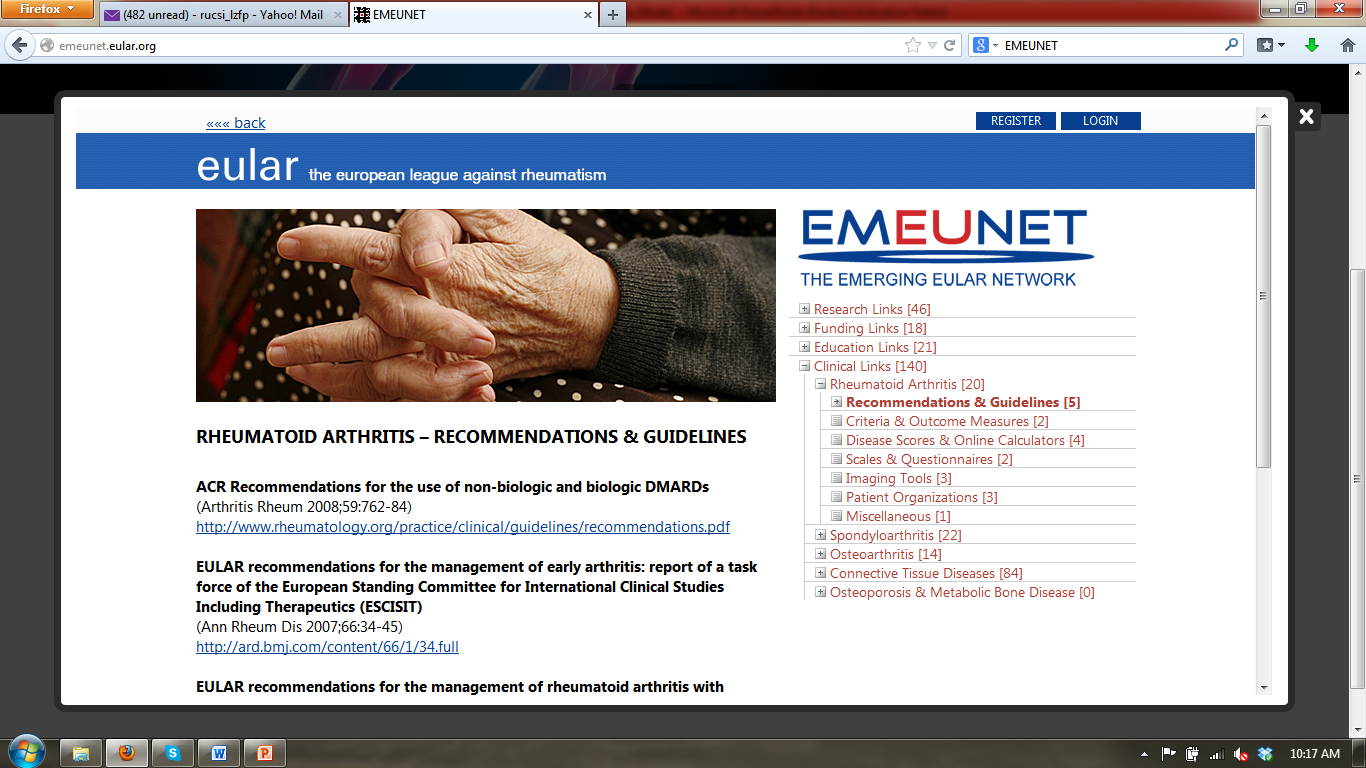 Firefox
(482 unread) - rucsi_lzfp - Yahoo! Mail
EMEUNET
emeunet.eular.org
EMEUNET
««« back
REGISTER
LOGIN
eular the european league against rheumatism
EMEUNET
THE EMERGING EULAR NETWORK
RHEUMATOID ARTHRITIS – RECOMMENDATIONS & GUIDELINES
ACR Recommendations for the use of non-biologic and biologic DMARDs
(Arthritis Rheum 2008;59:762-84)
http://www.rheumatology.org/practice/clinical/guidelines/recommendations.pdf
EULAR recommendations for the management of early arthritis: report of a task
force of the European Standing Committee for International Clinical Studies
Including Therapeutics (ESCISIT)
(Ann Rheum Dis 2007;66:34-45)
http://ard.bmj.com/content/66/1/34.full
EULAR recommendations for the management of rheumatoid arthritis with
Research Links [46]
Funding Links [18]
Education Links [21]
Clinical Links [140]
Rheumatoid Arthritis [20]
Recommendations & Guidelines [5]
Criteria & Outcome Measures [2]
Disease Scores & Online Calculators [4]
Scales & Questionnaires [2]
Imaging Tools [3]
Patient Organizations [3]
Miscellaneous [1]
Spondyloarthritis [22]
Osteoarthritis [14]
Connective Tissue Diseases [84]
Osteoporosis & Metabolic Bone Disease [0]
10:17 AM